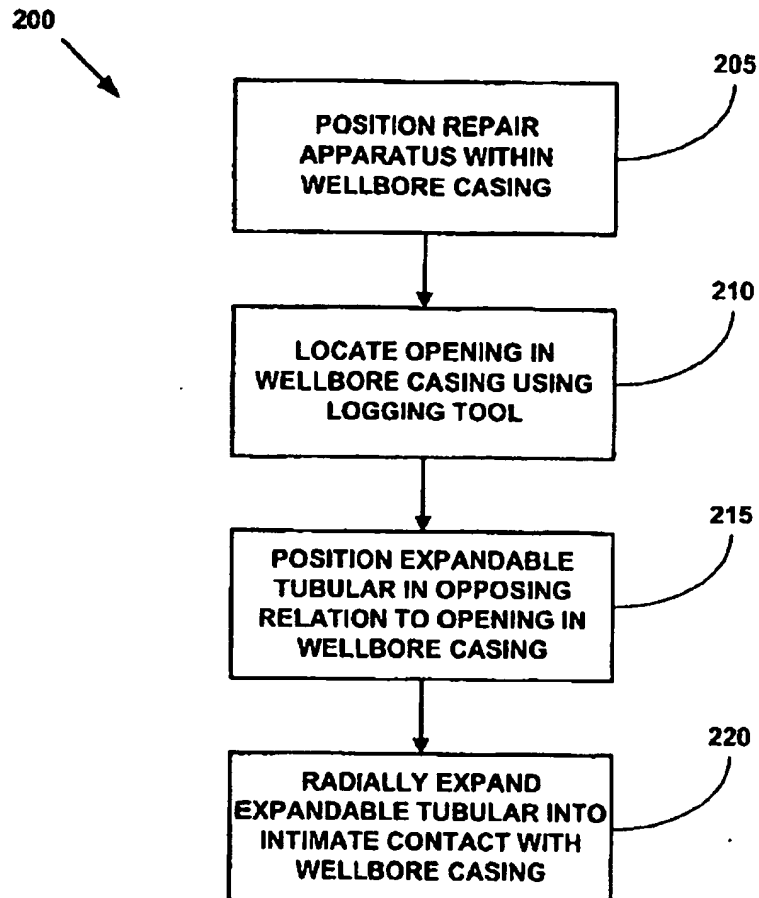 200
205
POSITION REPAIR
APPARATUS WITHIN
WELLBORE CASING
210
LOCATE OPENING IN
WELLBORE CASING USING
LOGGING TOOL
215
POSITION EXPANDABLE
TUBULAR IN OPPOSING
RELATION TO OPENING IN
WELLBORE CASING
220
RADIALLY EXPAND
EXPANDABLE TUBULAR INTO
INTIMATE CONTACT WITH
WELLBORE CASING